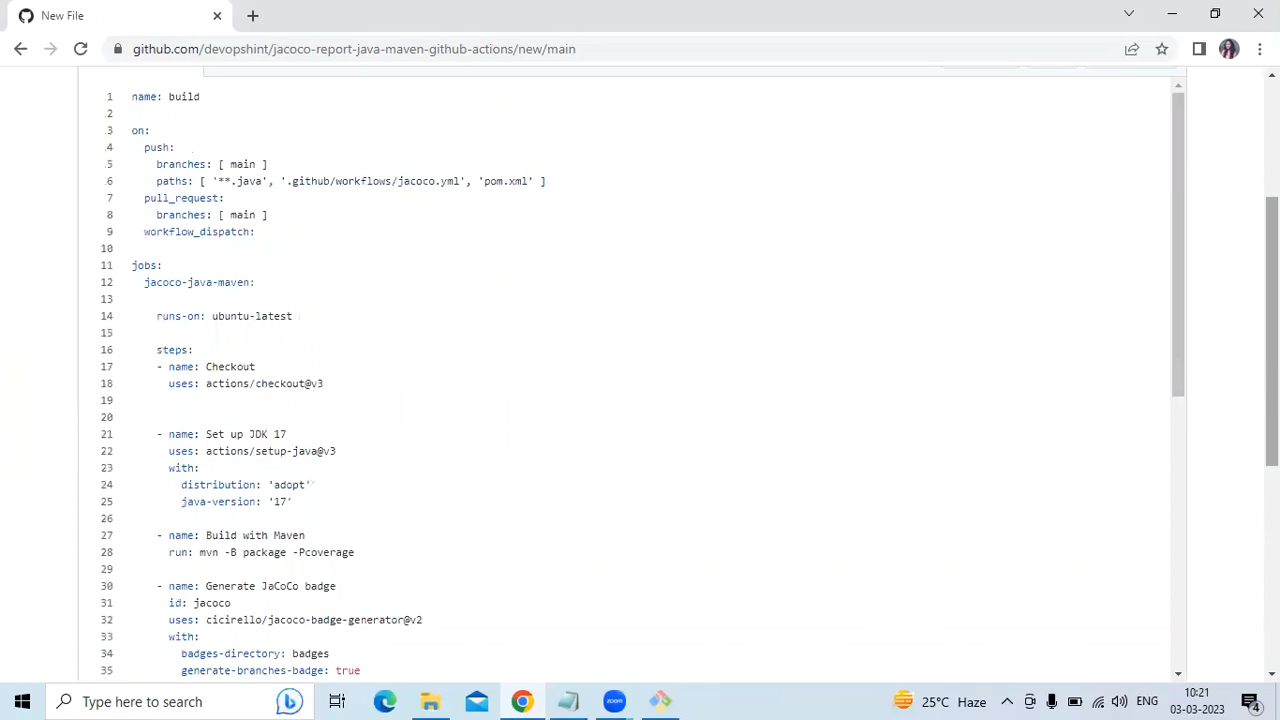 New File
github.com/devopshint/jacoco-report-java-maven-github-actions/new/main
1 name: build
2
3 on:
4 push:
5 branches: [ main ]
6 paths: [ '**.java', '.github/workflows/jacoco.yml', 'pom.xml' ]
7 pull_request:
8 branches: [ main ]
9 workflow_dispatch:
10
11 jobs:
12 jacoco-java-maven:
13
14 runs-on: ubuntu-latest
15
16 steps:
17 - name: Checkout
18 uses: actions/checkout@v3
19
20
21 - name: Set up JDK 17
22 uses: actions/setup-java@v3
23 with:
24 distribution: 'adopt'
25 java-version: '17'
26
27 - name: Build with Maven
28 run: mvn -B package -Pcoverage
29
30 - name: Generate JaCoCo badge
31 id: jacoco
32 uses: cicirello/jacoco-badge-generator@v2
33 with:
34 badges-directory: badges
35 generate-branches-badge: true
Type here to search
zoom
25°C Haze
ENG
10:21
03-03-2023
4